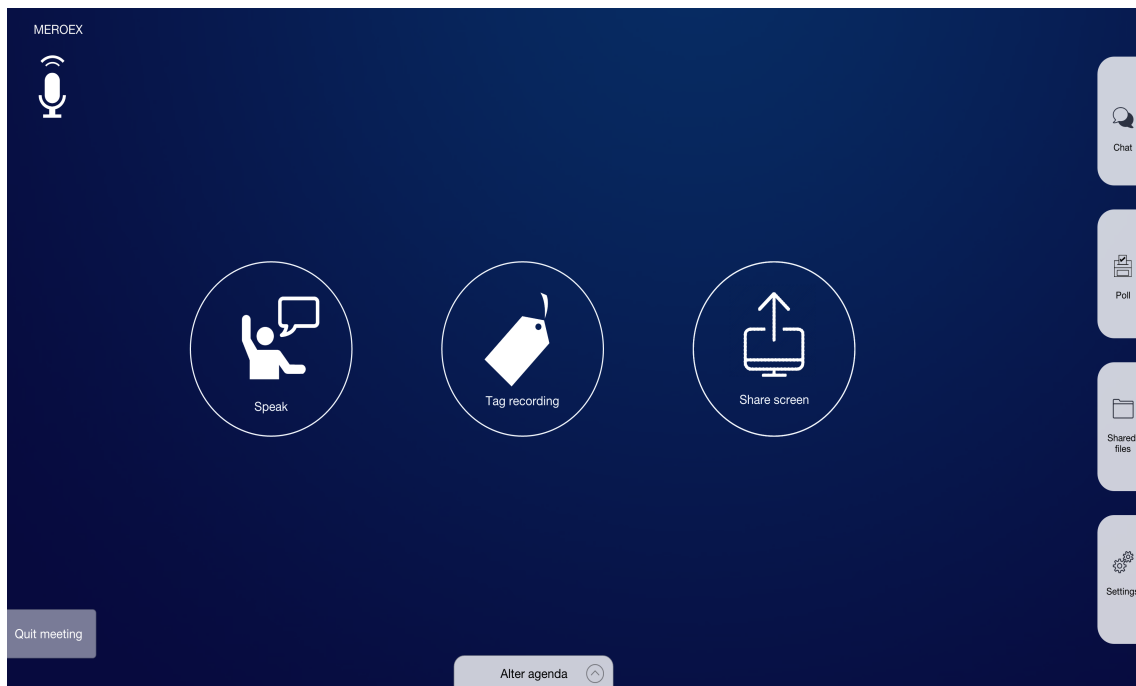 MEROEX
Chat
Poll
Speak
Tag recording
Share screen
Shared
files
Settings
Quit meeting
Alter agenda